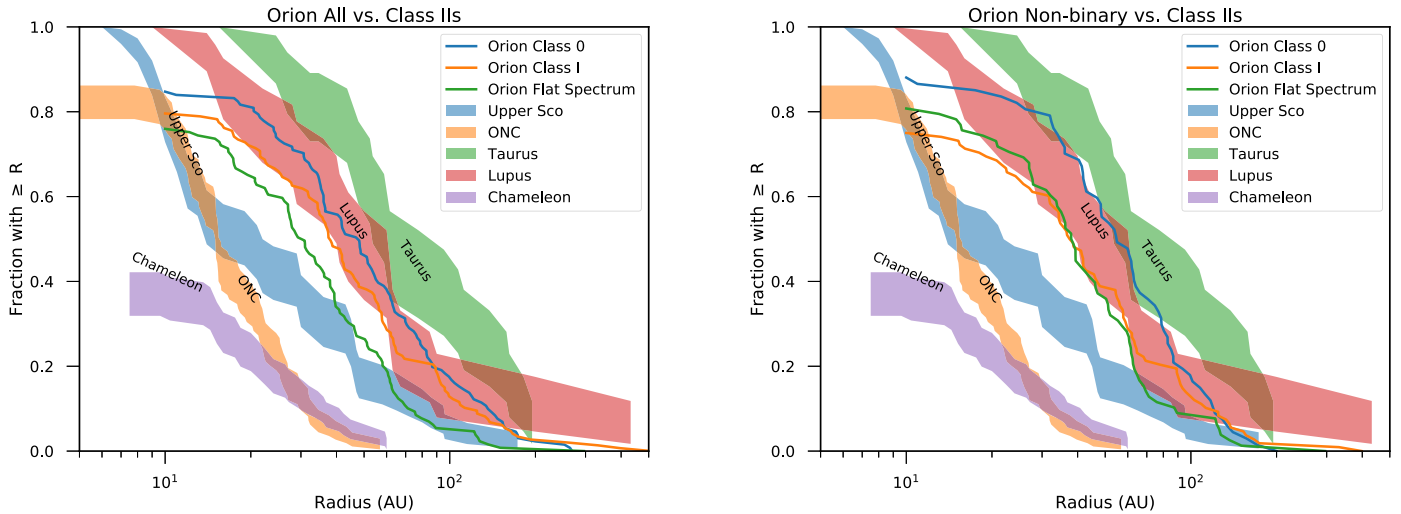 Orion All vs. Class IIs
Fraction with ≥ R
1.0
0.8
0.6
0.4
0.2
0.0
Orion Class 0
Orion Class I
Orion Flat Spectrum
Upper Sco
ONC
Taurus
Lupus
Chameleon
Upper Sco
Lupus
Taurus
Chameleon
ONC
10¹
10²
Radius (AU)
Orion Non-binary vs. Class IIs
Fraction with ≥ R
1.0
0.8
0.6
0.4
0.2
0.0
Orion Class 0
Orion Class I
Orion Flat Spectrum
Upper Sco
ONC
Taurus
Lupus
Chameleon
Upper Sco
Lupus
Taurus
Chameleon
ONC
10¹
10²
Radius (AU)